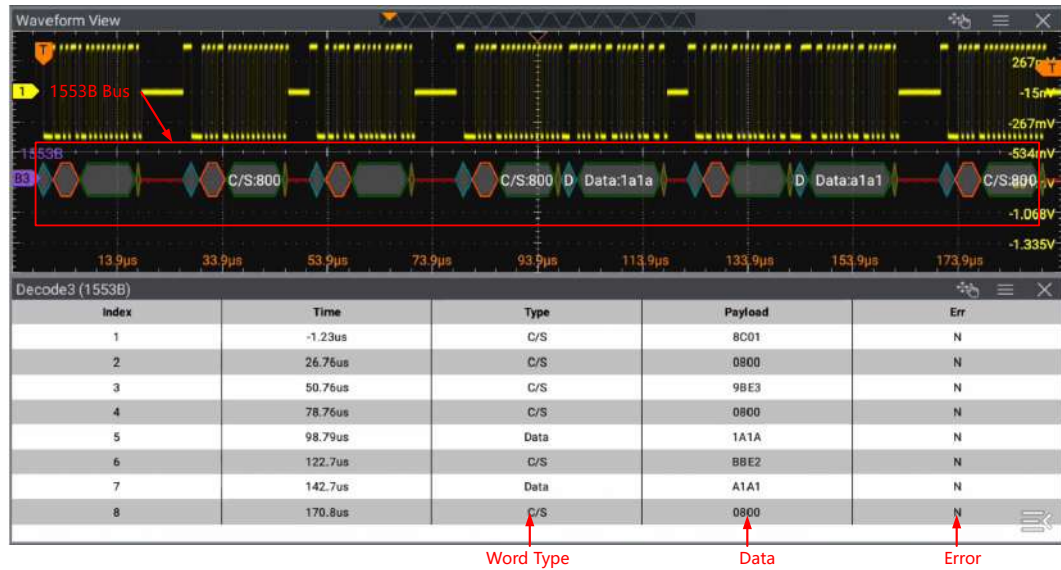 Waveform View
T
267mV
T
1
1553B Bus
-15mV
-267mV
1553B
-534mV
B3
C/S:800
C/S:800
D
Data:1a1a
D
Data:a1a1
C/S:800
-1.068V
-1.335V
13.9µs
33.9µs
53.9µs
73.9µs
93.9µs
113.9µs
133.9µs
153.9µs
173.9µs
Decode3 (1553B)
Index Time Type Payload Err
1 -1.23us C/S 8C01 N
2 26.76us C/S 0800 N
3 50.76us C/S 9BE3 N
4 78.76us C/S 0800 N
5 98.79us Data 1A1A N
6 122.7us C/S BBE2 N
7 142.7us Data A1A1 N
8 170.8us C/S 0800 N
Word Type
Data
Error